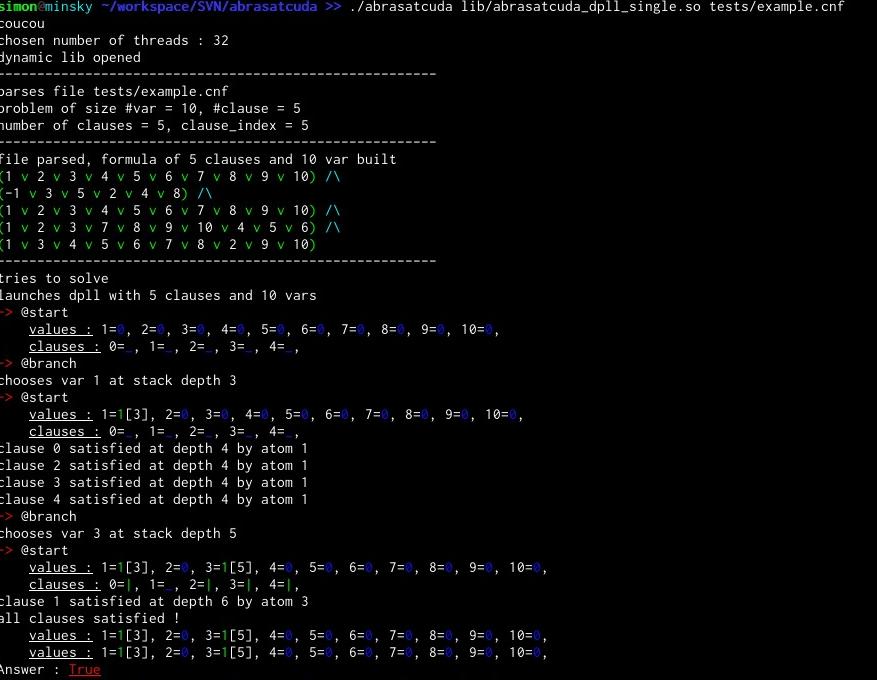 simon@minsky ~/workspace/SVN/abrasatcuda >> ./abrasatcuda lib/abrasatcuda_dpll_single.so tests/example.cnf
coucou
chosen number of threads : 32
dynamic lib opened
-------------------------------------------------------
parses file tests/example.cnf
problem of size #var = 10, #clause = 5
number of clauses = 5, clause_index = 5
-------------------------------------------------------
file parsed, formula of 5 clauses and 10 var built
(1 v 2 v 3 v 4 v 5 v 6 v 7 v 8 v 9 v 10) /\
(-1 v 3 v 5 v 2 v 4 v 8) /\
(1 v 2 v 3 v 4 v 5 v 6 v 7 v 8 v 9 v 10) /\
(1 v 2 v 3 v 7 v 8 v 9 v 10 v 4 v 5 v 6) /\
(1 v 3 v 4 v 5 v 6 v 7 v 8 v 2 v 9 v 10)
-------------------------------------------------------
tries to solve
launches dpll with 5 clauses and 10 vars
-> @start
values : 1=0, 2=0, 3=0, 4=0, 5=0, 6=0, 7=0, 8=0, 9=0, 10=0,
clauses : 0=_, 1=_, 2=_, 3=_, 4=_,
-> @branch
chooses var 1 at stack depth 3
-> @start
values : 1=1[3], 2=0, 3=0, 4=0, 5=0, 6=0, 7=0, 8=0, 9=0, 10=0,
clauses : 0=_, 1=_, 2=_, 3=_, 4=_,
clause 0 satisfied at depth 4 by atom 1
clause 2 satisfied at depth 4 by atom 1
clause 3 satisfied at depth 4 by atom 1
clause 4 satisfied at depth 4 by atom 1
-> @branch
chooses var 3 at stack depth 5
-> @start
values : 1=1[3], 2=0, 3=1[5], 4=0, 5=0, 6=0, 7=0, 8=0, 9=0, 10=0,
clauses : 0=|, 1=_, 2=|, 3=|, 4=|,
clause 1 satisfied at depth 6 by atom 3
all clauses satisfied !
values : 1=1[3], 2=0, 3=1[5], 4=0, 5=0, 6=0, 7=0, 8=0, 9=0, 10=0,
values : 1=1[3], 2=0, 3=1[5], 4=0, 5=0, 6=0, 7=0, 8=0, 9=0, 10=0,
Answer : True